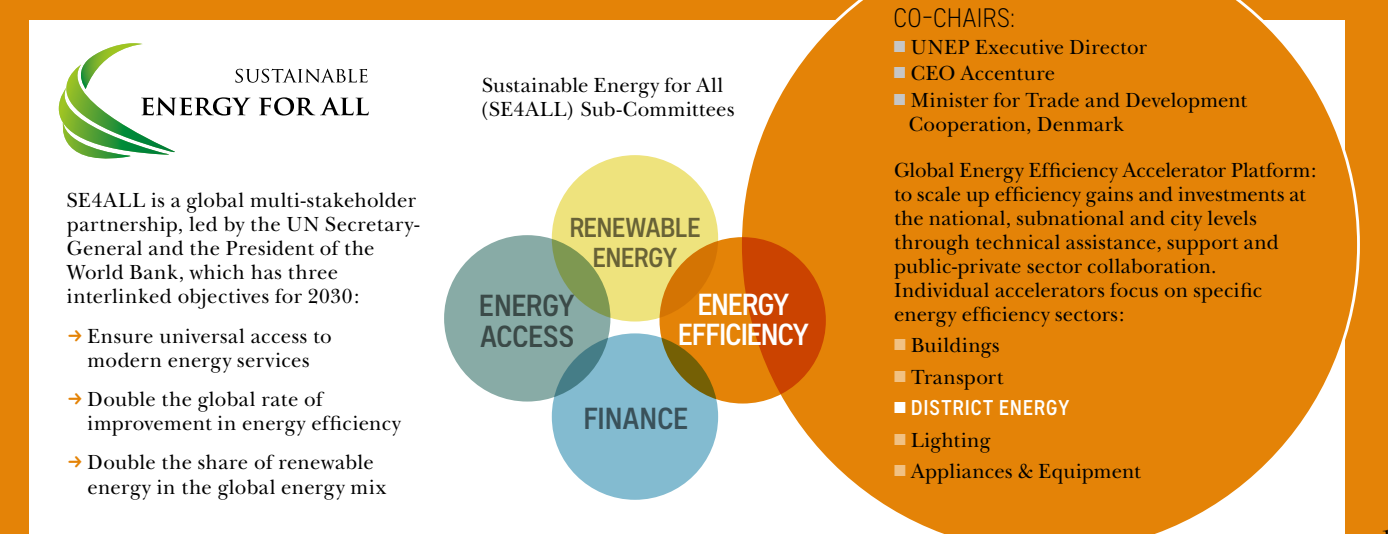 SUSTAINABLE
ENERGY FOR ALL
SE4ALL is a global multi-stakeholder
partnership, led by the UN Secretary-
General and the President of the
World Bank, which has three
interlinked objectives for 2030:
→ Ensure universal access to
modern energy services
→ Double the global rate of
improvement in energy efficiency
→ Double the share of renewable
energy in the global energy mix
Sustainable Energy for All
(SE4ALL) Sub-Committees
RENEWABLE
ENERGY
ENERGY
ACCESS
ENERGY
EFFICIENCY
FINANCE
CO-CHAIRS:
■ UNEP Executive Director
■ CEO Accenture
■ Minister for Trade and Development
Cooperation, Denmark
Global Energy Efficiency Accelerator Platform:
to scale up efficiency gains and investments at
the national, subnational and city levels
through technical assistance, support and
public-private sector collaboration.
Individual accelerators focus on specific
energy efficiency sectors:
■ Buildings
■ Transport
■ DISTRICT ENERGY
■ Lighting
■ Appliances & Equipment